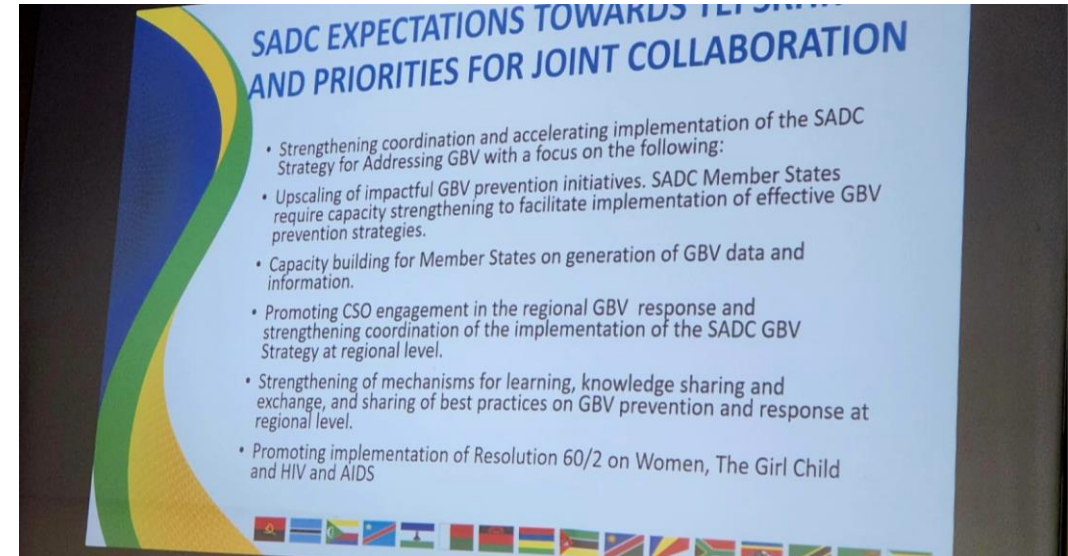 SADC EXPECTATIONS TOWARDS
AND PRIORITIES FOR JOINT COLLABORATION
• Strengthening coordination and accelerating implementation of the SADC
Strategy for Addressing GBV with a focus on the following:
• Upscaling of impactful GBV prevention initiatives. SADC Member States
require capacity strengthening to facilitate implementation of effective GBV
prevention strategies.
• Capacity building for Member States on generation of GBV data and
information.
• Promoting CSO engagement in the regional GBV response and
strengthening coordination of the implementation of the SADC GBV
Strategy at regional level.
• Strengthening of mechanisms for learning, knowledge sharing and
exchange, and sharing of best practices on GBV prevention and response at
regional level.
• Promoting implementation of Resolution 60/2 on Women, The Girl Child
and HIV and AIDS